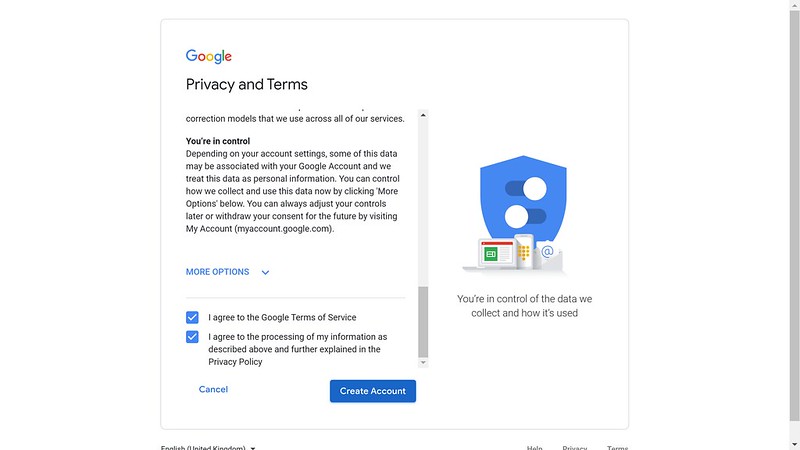 Google
Privacy and Terms
correction models that we use across all of our services.
You're in control
Depending on your account settings, some of this data
may be associated with your Google Account and we
treat this data as personal information. You can control
how we collect and use this data now by clicking 'More
Options' below. You can always adjust your controls
later or withdraw your consent for the future by visiting
My Account (myaccount.google.com).
MORE OPTIONS
I agree to the Google Terms of Service
I agree to the processing of my information as
described above and further explained in the
Privacy Policy
Cancel
Create Account
@
You're in control of the data we
collect and how it's used
English (United Kingdom)
Help
Privacy
Terms